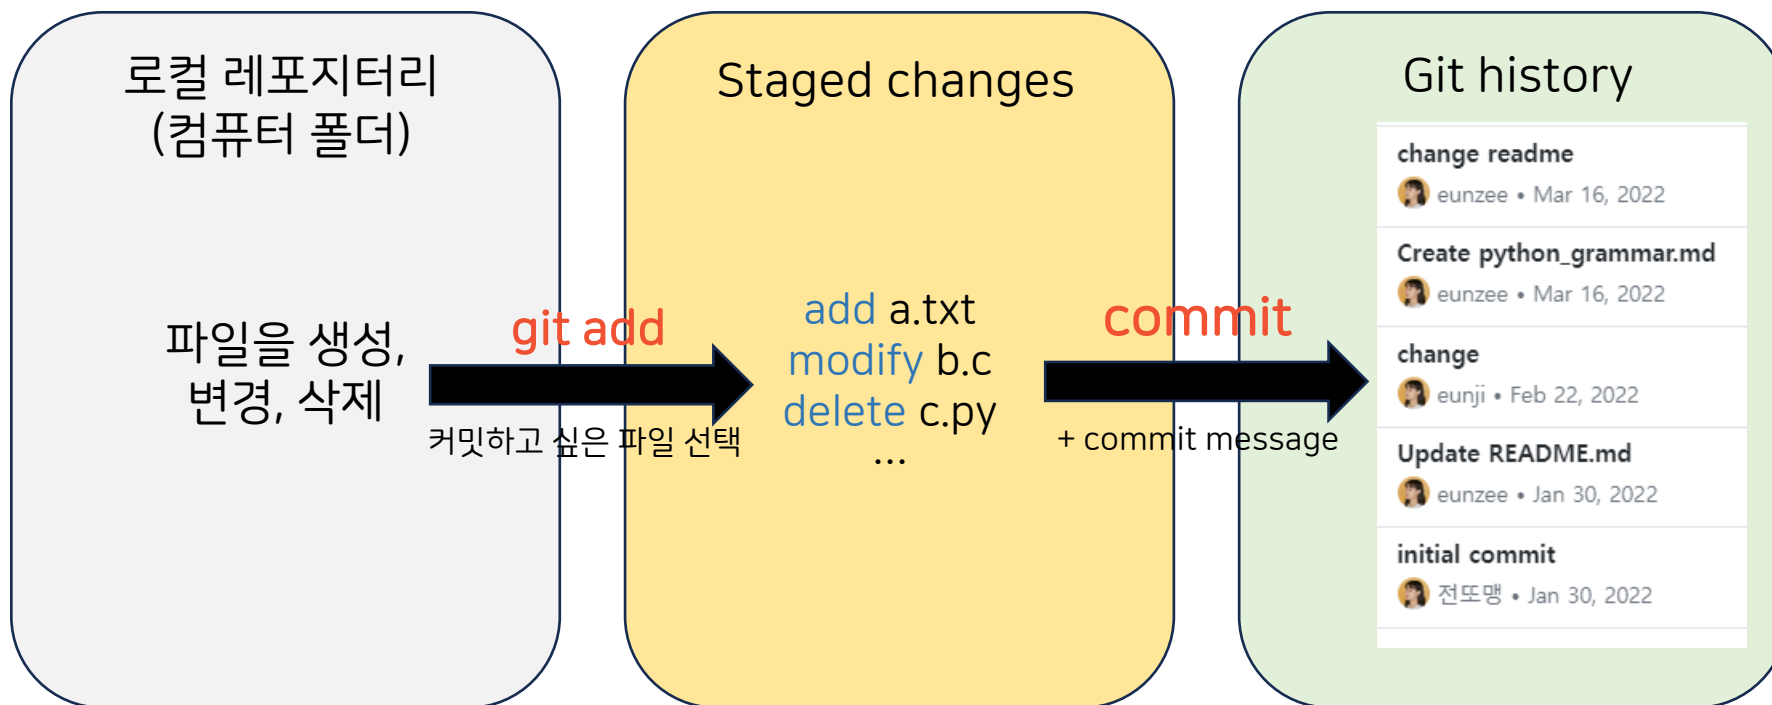 로컬 레포지터리
(컴퓨터 폴더)
파일을 생성,
변경, 삭제
git add
커밋하고 싶은 파일 선택
Staged changes
add a.txt
modify b.c
delete c.py
...
commit
+ commit message
Git history
change readme
eunzee • Mar 16, 2022
Create python_grammar.md
eunzee • Mar 16, 2022
change
eunji • Feb 22, 2022
Update README.md
eunzee • Jan 30, 2022
initial commit
전또맹 • Jan 30, 2022